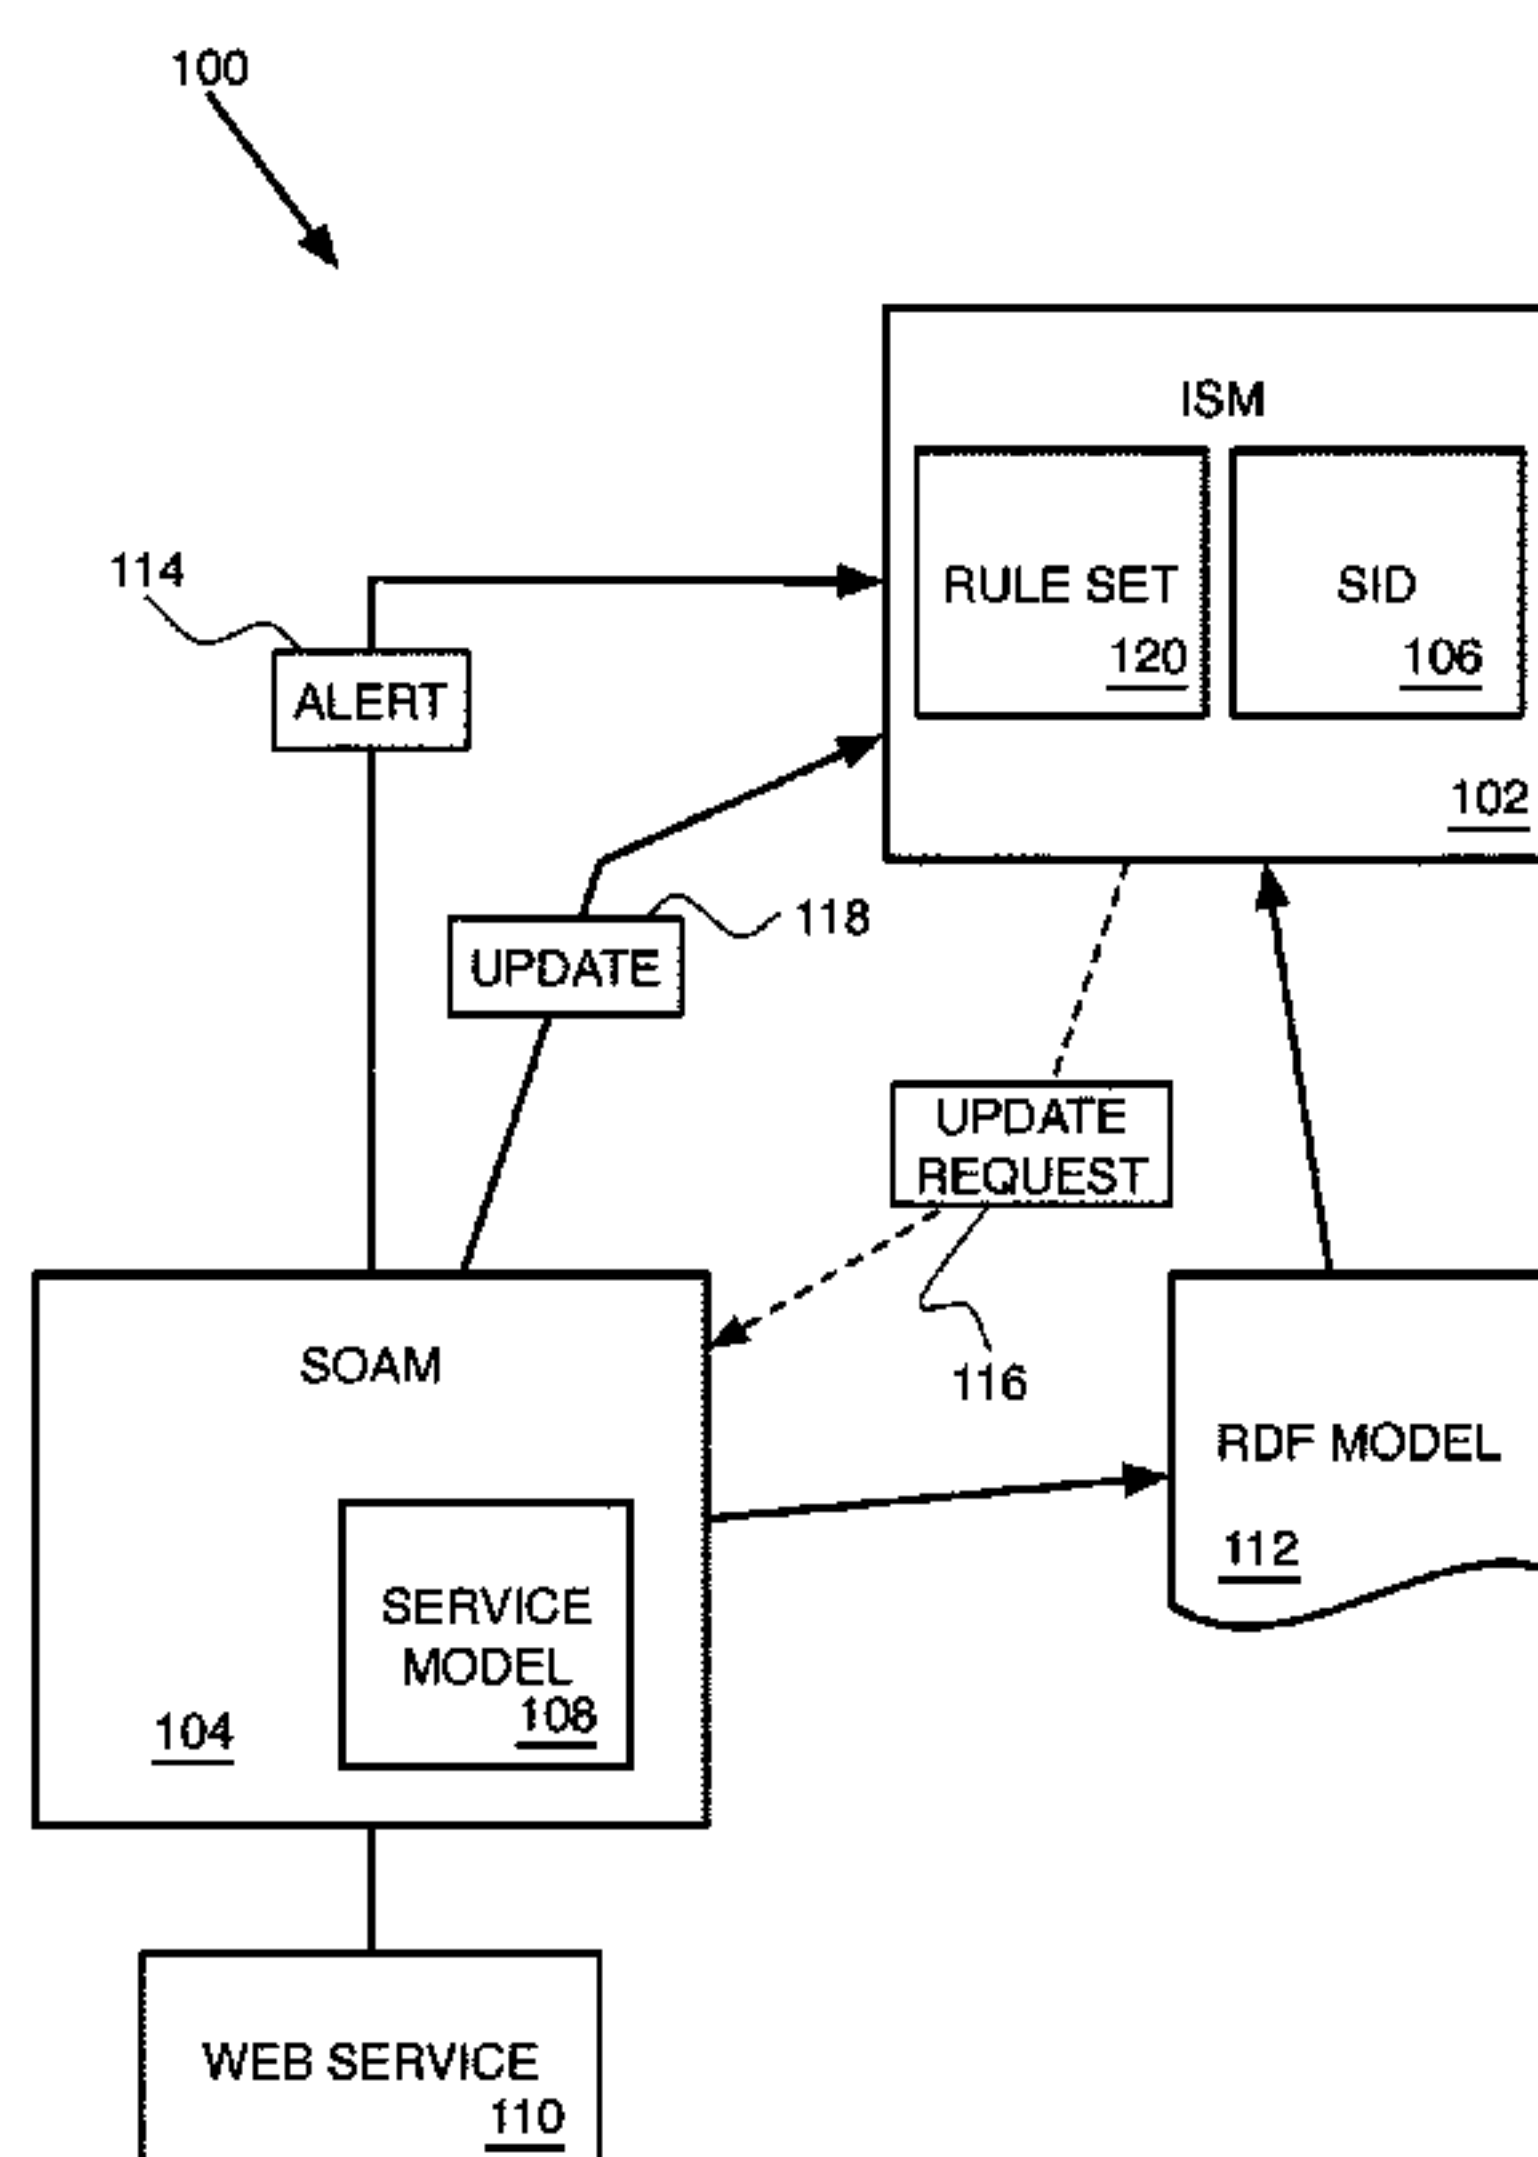 100
ISM
RULE SET
120
SID
106
102
114
ALERT
118
UPDATE
UPDATE
REQUEST
116
SOAM
SERVICE
MODEL
108
104
RDF MODEL
112
WEB SERVICE
110